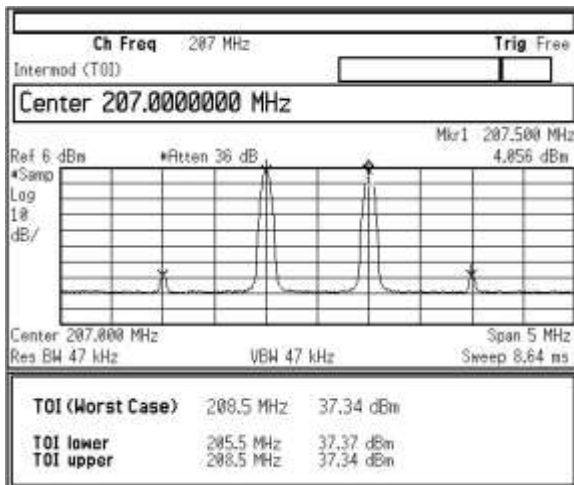 Ch Freq 207 MHz Trig Free
Intermod (TOI)
Center 207.0000000 MHz
Mkr1 207.500 MHz
Ref 6 dBm #Atten 36 dB 4.056 dBm
#Samp
Log
10
dB/
Center 207.000 MHz Span 5 MHz
Res BW 47 kHz VBW 47 kHz Sweep 8.64 ms
TOI (Worst Case) 208.5 MHz 37.34 dBm
TOI lower 205.5 MHz 37.37 dBm
TOI upper 208.5 MHz 37.34 dBm